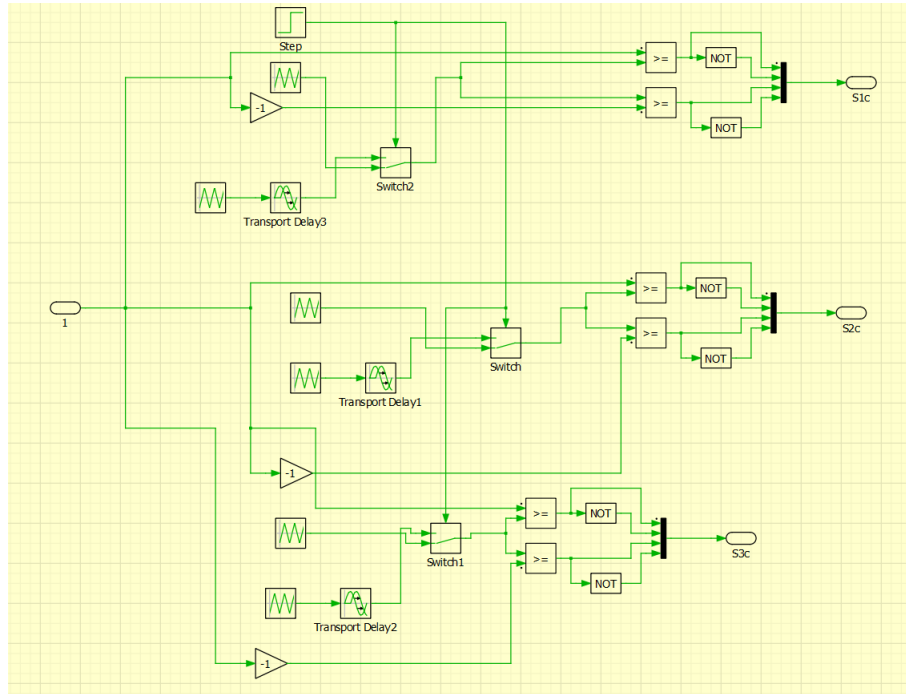 Step
>=
NOT
-1
>=
S1c
NOT
Switch2
Transport Delay3
>=
NOT
1
>=
S2c
NOT
Switch
Transport Delay1
-1
>=
NOT
>=
S3c
Switch1
NOT
Transport Delay2
-1